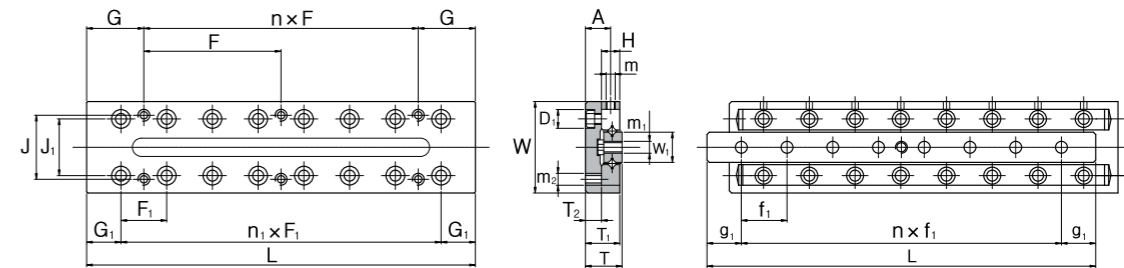 G n×F G
F
J J₁
F₁
G₁ n₁×F₁ G₁
L
A
H
m
D₁
m₁
W W₁
m₂
T₂
T₁
T
f₁
g₁ n×f₁ g₁
L